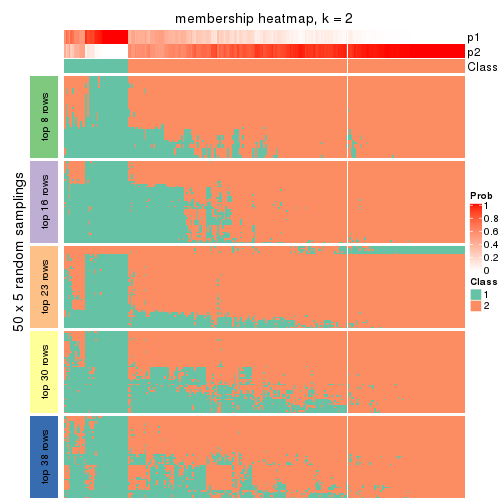 membership heatmap, k = 2
p1
p2
Class
50 x 5 random samplings
top 8 rows
top 16 rows
top 23 rows
top 30 rows
top 38 rows
Prob
1
0.8
0.6
0.4
0.2
0
Class
1
2